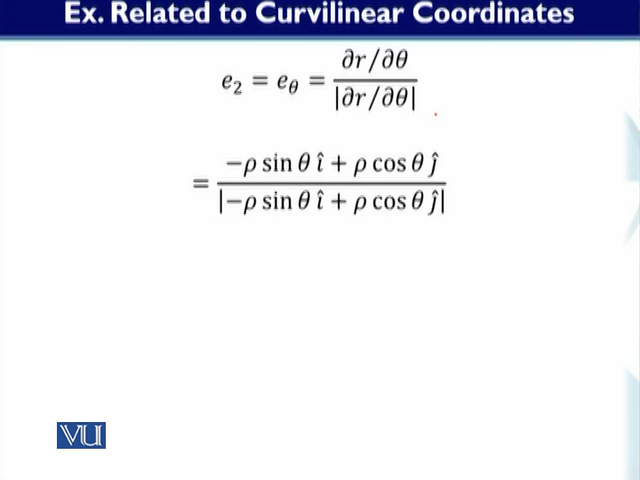 Ex. Related to Curvilinear Coordinates
e₂ = e_θ = (∂r/∂θ) / |∂r/∂θ|
= (−ρ sin θ î + ρ cos θ ĵ) / |−ρ sin θ î + ρ cos θ ĵ|
VU